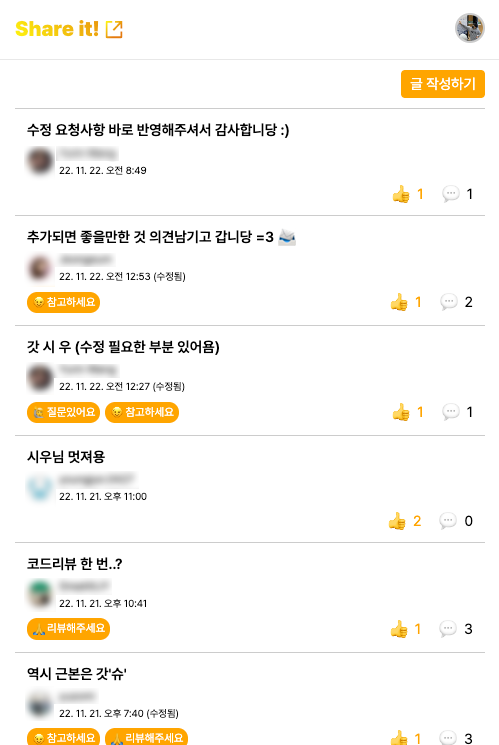 Share it!
글 작성하기
수정 요청사항 바로 반영해주셔서 감사합니당 :)
22. 11. 22. 오전 8:49
👍 1 💬 1
추가되면 좋을만한 것 의견남기고 갑니당 =3 📨
22. 11. 22. 오전 12:53 (수정됨)
참고하세요
👍 1 💬 2
갓 시 우 (수정 필요한 부분 있어욤)
22. 11. 22. 오전 12:27 (수정됨)
질문있어요 참고하세요
👍 1 💬 1
시우님 멋져용
22. 11. 21. 오후 11:00
👍 2 💬 0
코드리뷰 한 번..?
22. 11. 21. 오후 10:41
🙏 리뷰해주세요
👍 1 💬 3
역시 근본은 갓'슈'
22. 11. 21. 오후 7:40 (수정됨)
참고하세요 🙏 리뷰해주세요
👍 1 💬 3